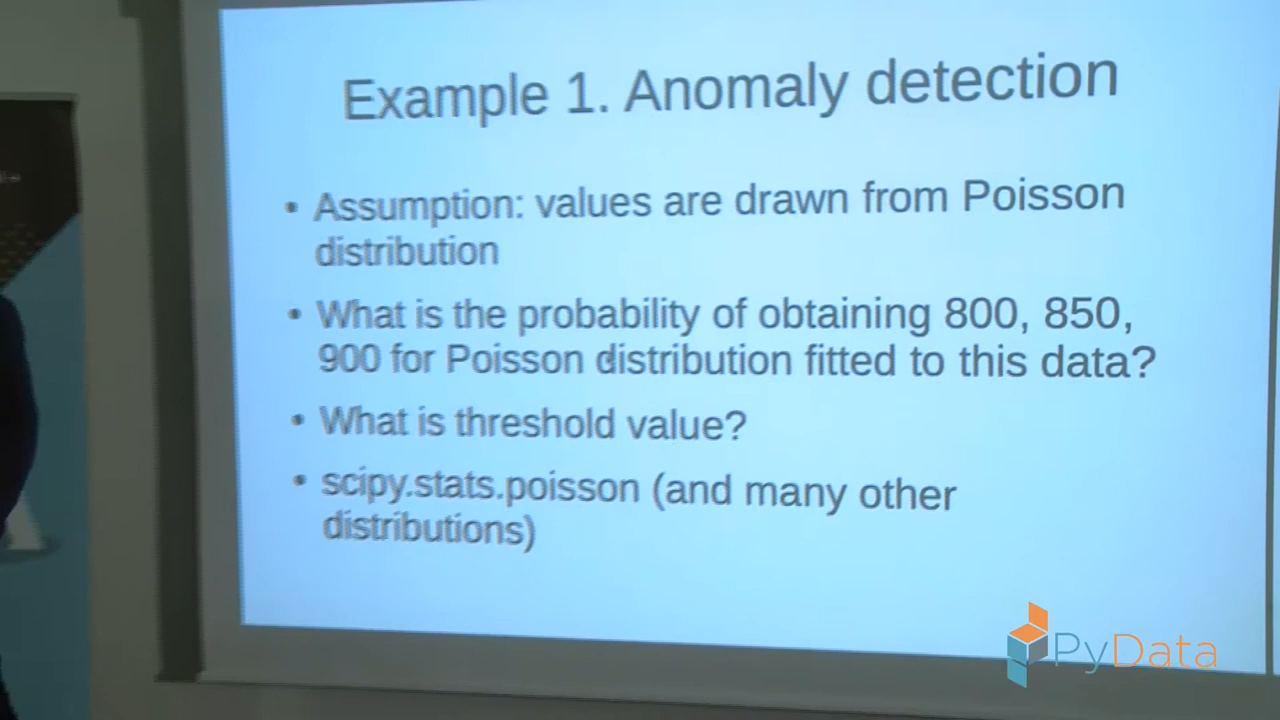 Example 1. Anomaly detection
• Assumption: values are drawn from Poisson
distribution
• What is the probability of obtaining 800, 850,
900 for Poisson distribution fitted to this data?
• What is threshold value?
• scipy.stats.poisson (and many other
distributions)
PyData